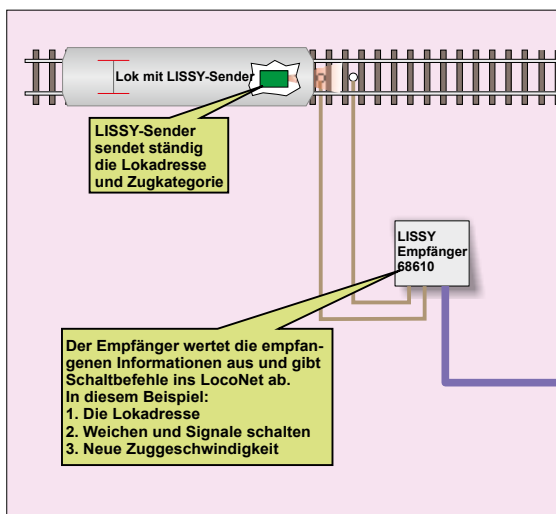 Lok mit LISSY-Sender
LISSY-Sender
sendet ständig
die Lokadresse
und Zugkategorie
LISSY
Empfänger
68610
Der Empfänger wertet die empfan-
genen Informationen aus und gibt
Schaltbefehle ins LocoNet ab.
In diesem Beispiel:
1. Die Lokadresse
2. Weichen und Signale schalten
3. Neue Zuggeschwindigkeit